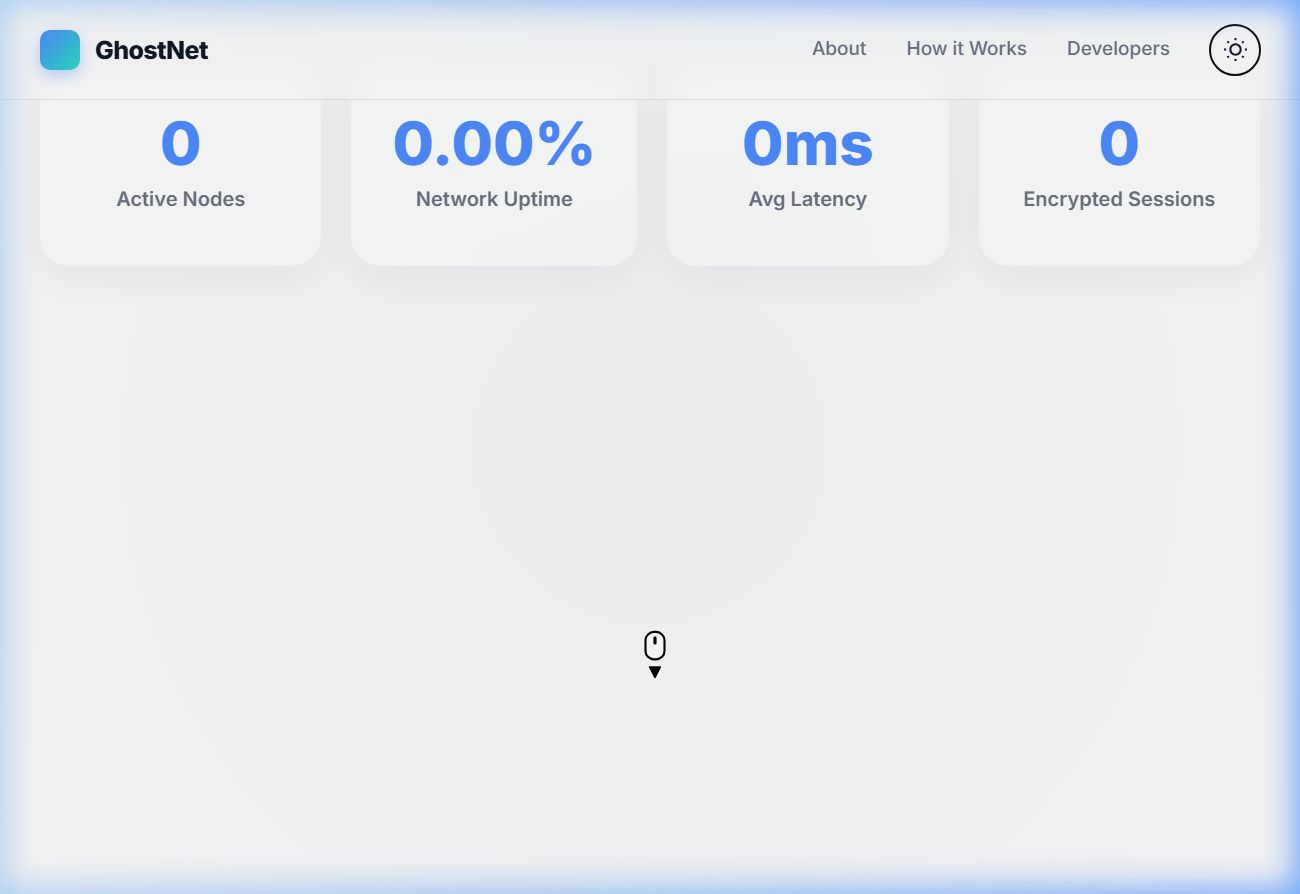 GhostNet
About
How it Works
Developers
0
0.00%
0ms
0
Active Nodes
Network Uptime
Avg Latency
Encrypted Sessions